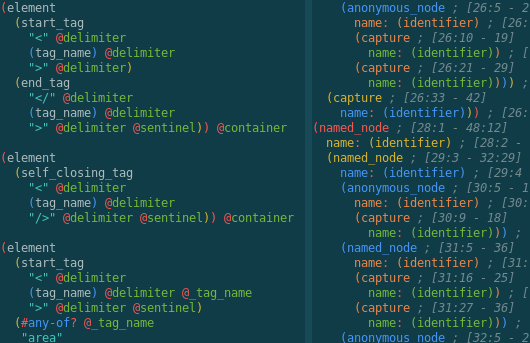 (element
  (start_tag
    "<" @delimiter
    (tag_name) @delimiter
    ">" @delimiter)
  (end_tag
    "</" @delimiter
    (tag_name) @delimiter
    ">" @delimiter @sentinel)) @container

(element
  (self_closing_tag
    "<" @delimiter
    (tag_name) @delimiter
    "/>" @delimiter @sentinel)) @container

(element
  (start_tag
    "<" @delimiter
    (tag_name) @delimiter @_tag_name
    ">" @delimiter @sentinel)
  (#any-of? @_tag_name
   "area"

    (anonymous_node ; [26:5 - 2
      name: (identifier) ; [26:
      (capture ; [26:10 - 19]
        name: (identifier)) ; [
      (capture ; [26:21 - 29]
        name: (identifier)))) ;
  (capture ; [26:33 - 42]
    name: (identifier))) ; [26:
(named_node ; [28:1 - 48:12]
  name: (identifier) ; [28:2 -
  (named_node ; [29:3 - 32:29]
    name: (identifier) ; [29:4
    (anonymous_node ; [30:5 - 1
      name: (identifier) ; [30:
      (capture ; [30:9 - 18]
        name: (identifier))) ;
    (named_node ; [31:5 - 36]
      name: (identifier) ; [31:
      (capture ; [31:16 - 25]
        name: (identifier)) ; [
      (capture ; [31:27 - 36]
        name: (identifier))) ;
    (anonymous_node ; [32:5 - 2